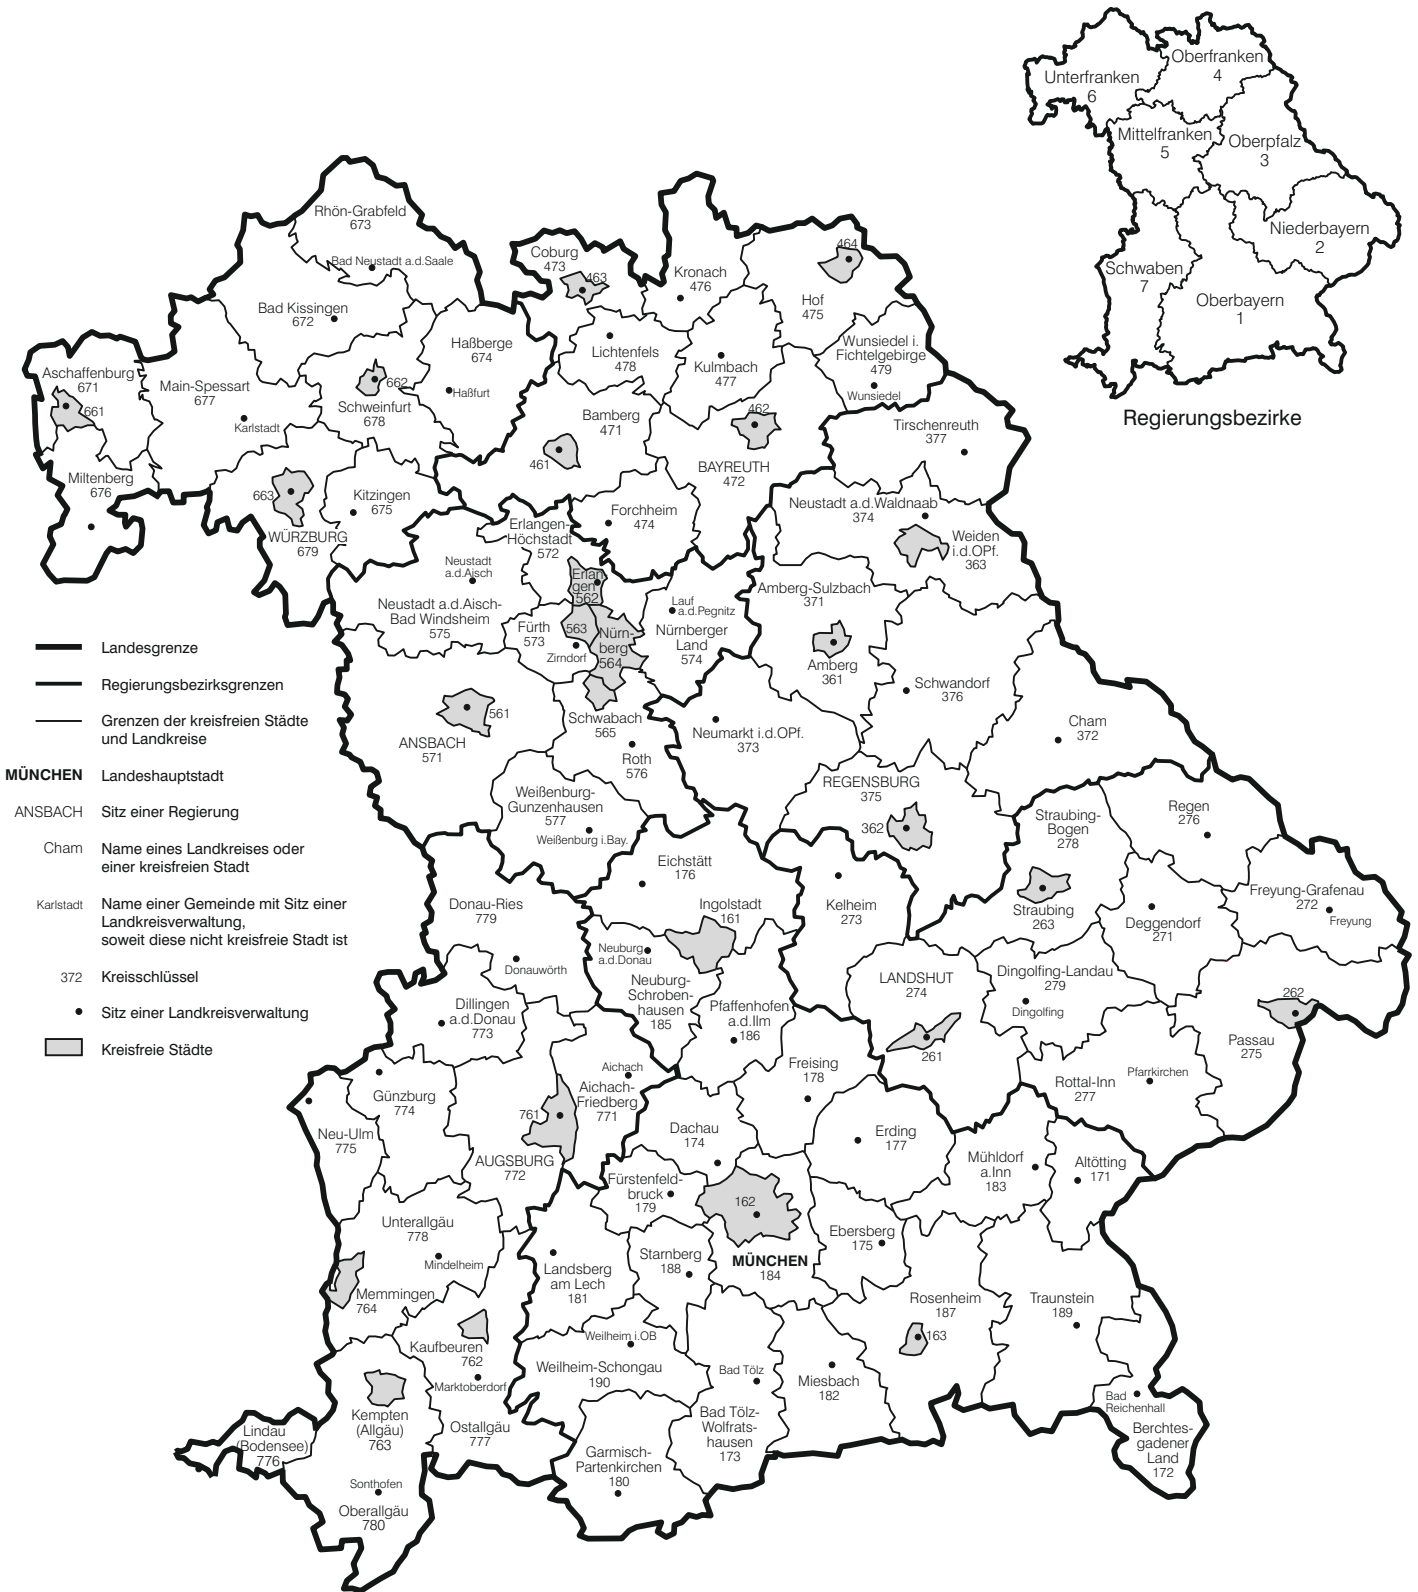 Unterfranken
6
Oberfranken
4
Mittelfranken
5
Oberpfalz
3
Niederbayern
2
Schwaben
7
Oberbayern
1
Regierungsbezirke
Rhön-Grabfeld
673
Bad Neustadt a.d.Saale
Bad Kissingen
672
Haßberge
674
Haßfurt
Aschaffenburg
671
661
Main-Spessart
677
Karlstadt
662
Schweinfurt
678
Miltenberg
676
663
WÜRZBURG
679
Kitzingen
675
Coburg
473
463
Kronach
476
464
Hof
475
Lichtenfels
478
Kulmbach
477
Wunsiedel i.
Fichtelgebirge
479
Wunsiedel
Bamberg
471
461
462
BAYREUTH
472
Forchheim
474
Tirschenreuth
377
Neustadt a.d.Waldnaab
374
Weiden
i.d.OPf.
363
Erlangen-
Höchstadt
572
Neustadt
a.d.Aisch
Neustadt a.d.Aisch-
Bad Windsheim
575
Erlan-
gen
562
Fürth
573
563
Zirndorf
Nürn-
berg
564
Lauf
a.d.Pegnitz
Nürnberger
Land
574
Amberg-Sulzbach
371
Amberg
361
Schwandorf
376
Cham
372
561
ANSBACH
571
Schwabach
565
Roth
576
Neumarkt i.d.OPf.
373
Weißenburg-
Gunzenhausen
577
Weißenburg i.Bay.
REGENSBURG
375
362
Landesgrenze
Regierungsbezirksgrenzen
Grenzen der kreisfreien Städte
und Landkreise
MÜNCHEN Landeshauptstadt
ANSBACH Sitz einer Regierung
Cham Name eines Landkreises oder
einer kreisfreien Stadt
Karlstadt Name einer Gemeinde mit Sitz einer
Landkreisverwaltung,
soweit diese nicht kreisfreie Stadt ist
372 Kreisschlüssel
Sitz einer Landkreisverwaltung
Kreisfreie Städte
Straubing-
Bogen
278
Regen
276
Straubing
263
Deggendorf
271
Freyung-Grafenau
272
Freyung
Eichstätt
176
Ingolstadt
161
Kelheim
273
Donau-Ries
779
Donauwörth
Neuburg
a.d.Donau
Neuburg-
Schroben-
hausen
185
Pfaffenhofen
a.d.Ilm
186
LANDSHUT
274
261
Dingolfing-Landau
279
Dingolfing
262
Passau
275
Rottal-Inn
277
Pfarrkirchen
Dillingen
a.d.Donau
773
Günzburg
774
Neu-Ulm
775
761
AUGSBURG
772
Aichach
Aichach-
Friedberg
771
Freising
178
Dachau
174
Erding
177
Mühldorf
a.Inn
183
Altötting
171
Fürstenfeld-
bruck
179
162
MÜNCHEN
184
Ebersberg
175
Unterallgäu
778
Mindelheim
Memmingen
764
Landsberg
am Lech
181
Starnberg
188
Rosenheim
187
163
Traunstein
189
Kaufbeuren
762
Marktoberdorf
Ostallgäu
777
Weilheim i.OB
Weilheim-Schongau
190
Bad Tölz
Bad Tölz-
Wolfrats-
hausen
173
Miesbach
182
Bad
Reichenhall
Berchtes-
gadener
Land
172
Kempten
(Allgäu)
763
Lindau
(Bodensee)
776
Sonthofen
Oberallgäu
780
Garmisch-
Partenkirchen
180